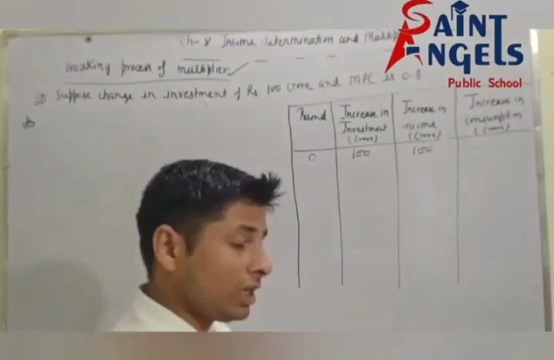 SAINT
ANGELS
Public School
Ch-8 Income determination and Multip
Working process of multiplier
Suppose change in investment of Rs 100 crore and MPC is 0.8
Round
Increase in Investment (Crore)
Increase in income (Crore)
Increase in consumption (Crore)
0 100 100